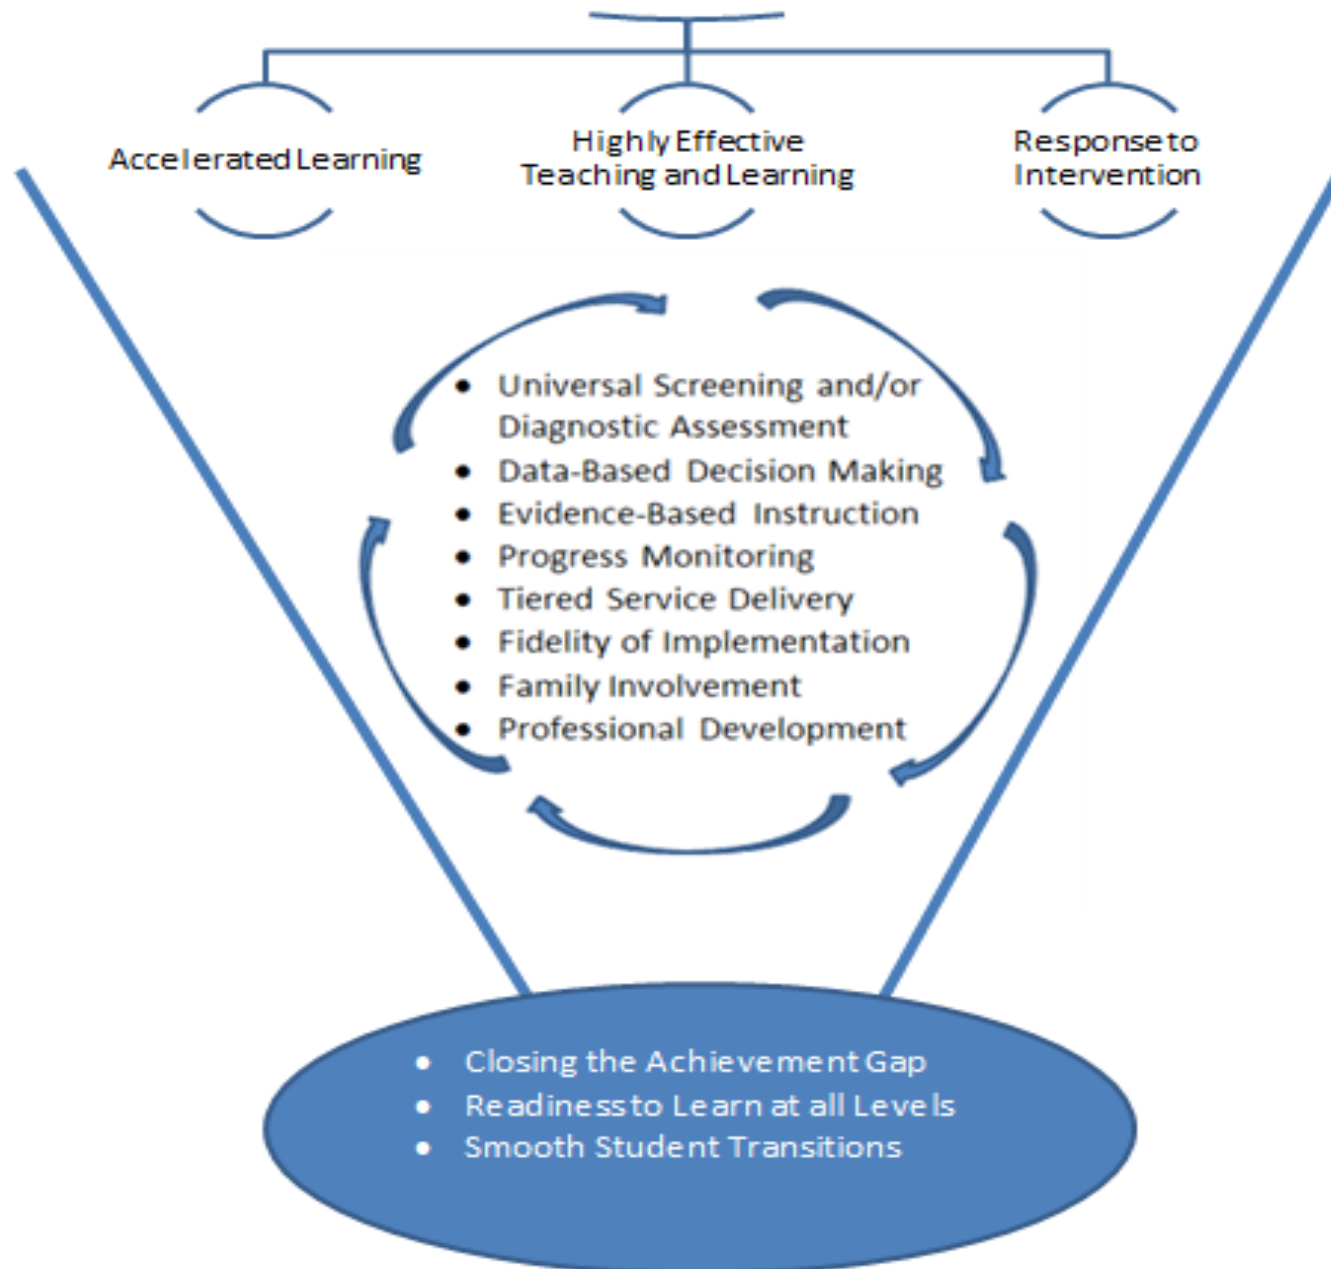 Accelerated Learning
Highly Effective
Teaching and Learning
Response to
Intervention
• Universal Screening and/or
Diagnostic Assessment
• Data-Based Decision Making
• Evidence-Based Instruction
• Progress Monitoring
• Tiered Service Delivery
• Fidelity of Implementation
• Family Involvement
• Professional Development
• Closing the Achievement Gap
• Readiness to Learn at all Levels
• Smooth Student Transitions